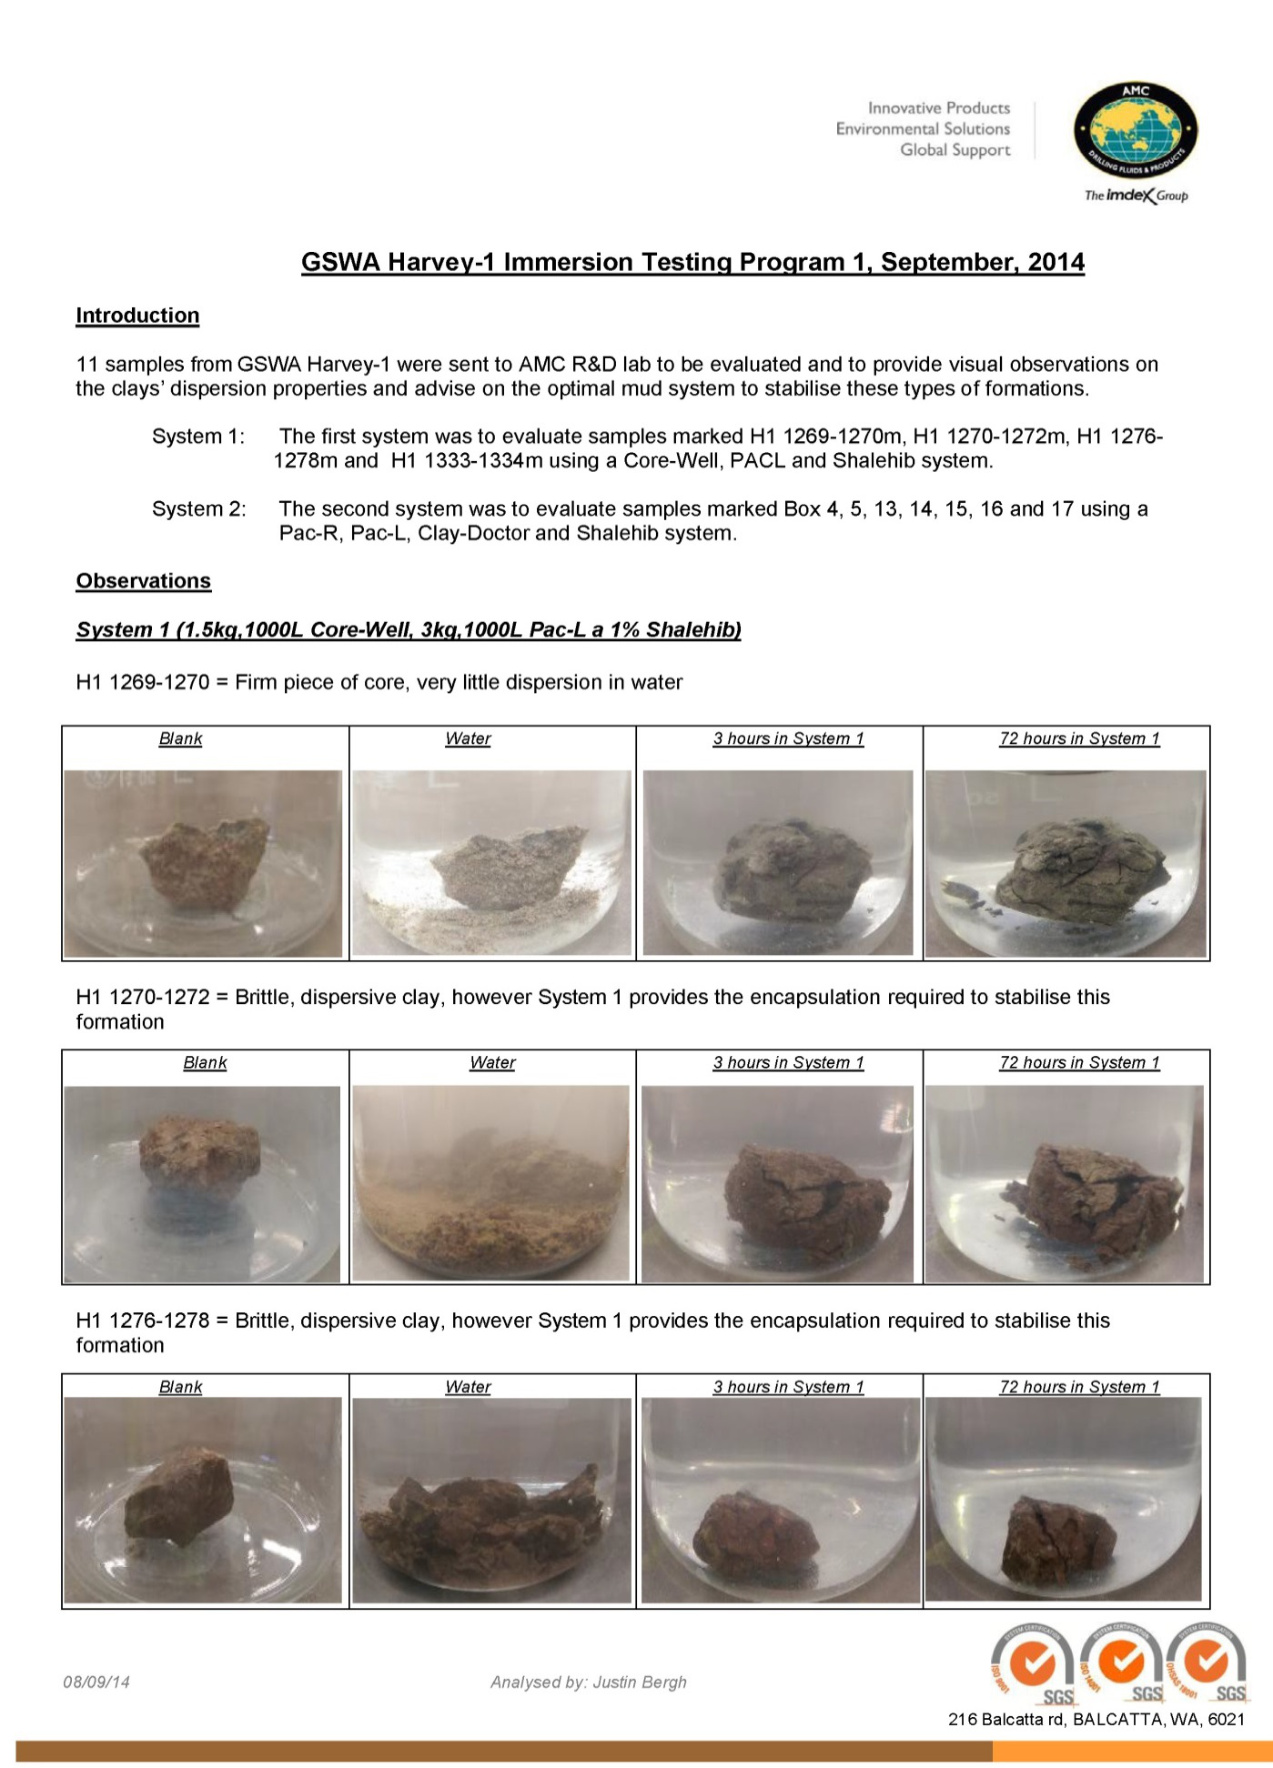 Innovative Products
Environmental Solutions
Global Support
AMC
DRILLING FLUIDS & PRODUCTS
The imdex Group
GSWA Harvey-1 Immersion Testing Program 1, September, 2014
Introduction
11 samples from GSWA Harvey-1 were sent to AMC R&D lab to be evaluated and to provide visual observations on
the clays' dispersion properties and advise on the optimal mud system to stabilise these types of formations.
System 1: The first system was to evaluate samples marked H1 1269-1270m, H1 1270-1272m, H1 1276-
1278m and H1 1333-1334m using a Core-Well, PACL and Shalehib system.
System 2: The second system was to evaluate samples marked Box 4, 5, 13, 14, 15, 16 and 17 using a
Pac-R, Pac-L, Clay-Doctor and Shalehib system.
Observations
System 1 (1.5kg,1000L Core-Well, 3kg,1000L Pac-L a 1% Shalehib)
H1 1269-1270 = Firm piece of core, very little dispersion in water
Blank Water 3 hours in System 1 72 hours in System 1
H1 1270-1272 = Brittle, dispersive clay, however System 1 provides the encapsulation required to stabilise this
formation
Blank Water 3 hours in System 1 72 hours in System 1
H1 1276-1278 = Brittle, dispersive clay, however System 1 provides the encapsulation required to stabilise this
formation
Blank Water 3 hours in System 1 72 hours in System 1
08/09/14 Analysed by: Justin Bergh
SYSTEM CERTIFICATION ISO 9001 SGS
SYSTEM CERTIFICATION ISO 14001 SGS
SYSTEM CERTIFICATION OHSAS 18001 SGS
216 Balcatta rd, BALCATTA, WA, 6021